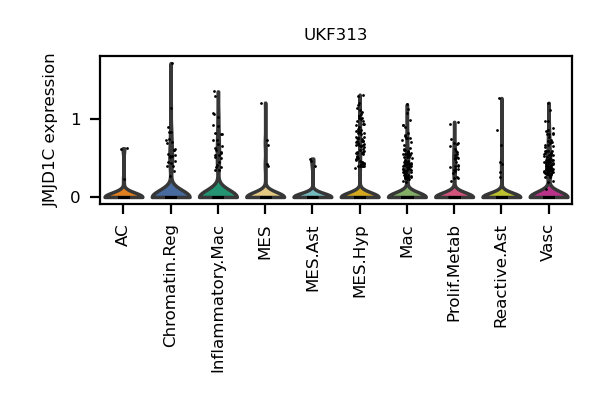 UKF313
JMJD1C expression
1
0
AC
Chromatin.Reg
Inflammatory.Mac
MES
MES.Ast
MES.Hyp
Mac
Prolif.Metab
Reactive.Ast
Vasc